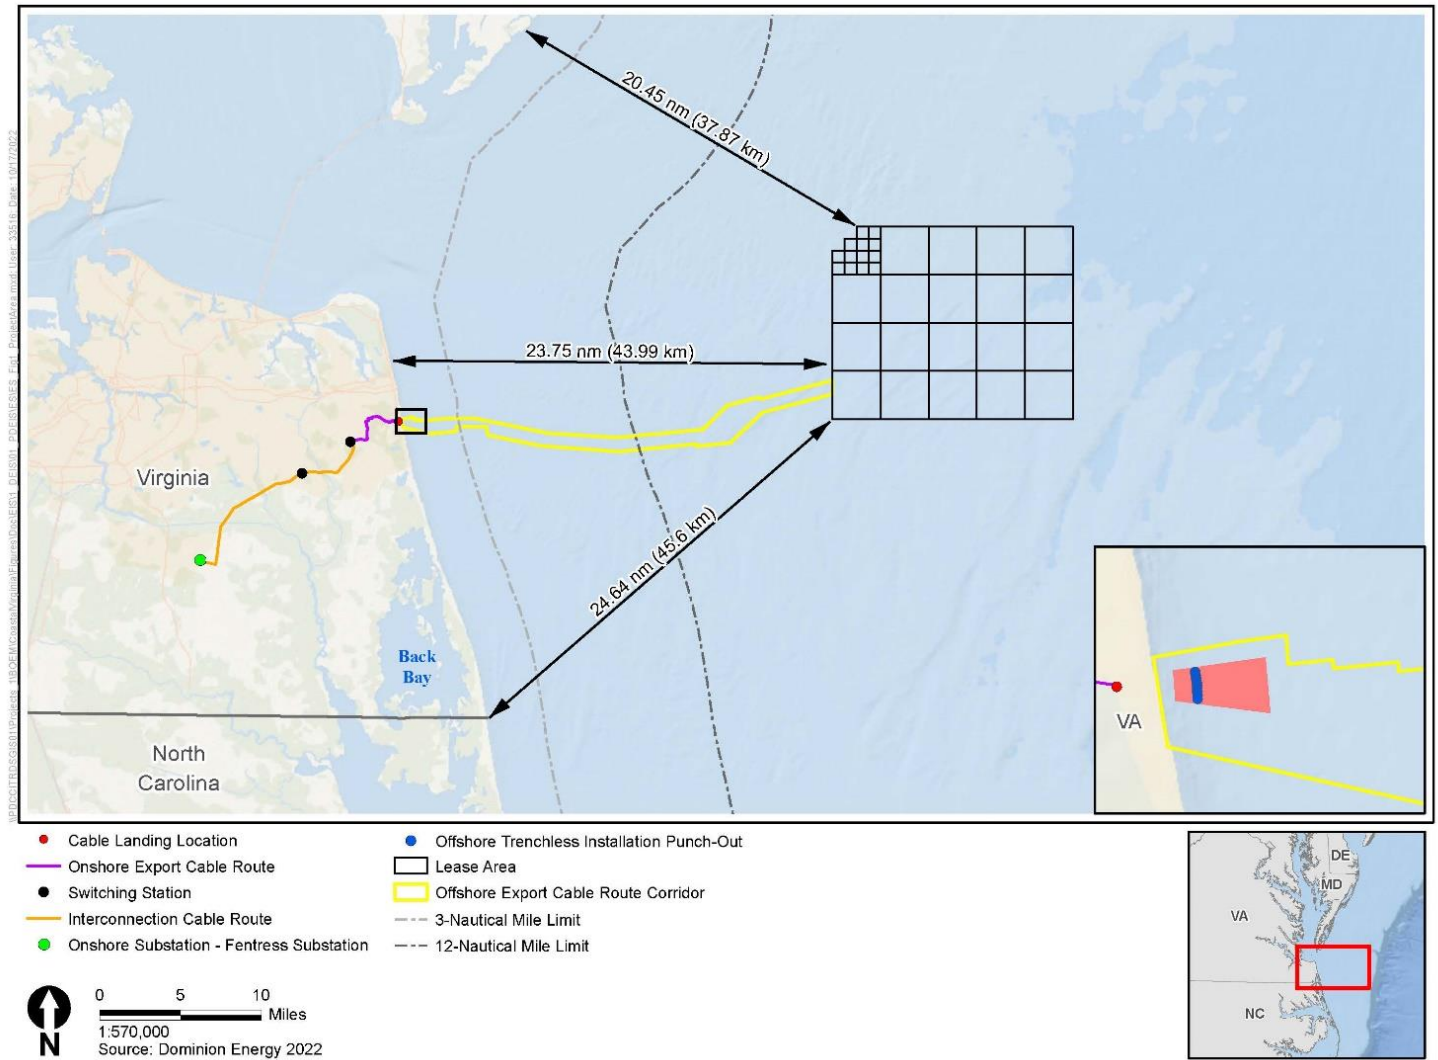 20.45 nm (37.87 km)
23.75 nm (43.99 km)
Virginia
24.64 nm (45.6 km)
Back
Bay
VA
North
Carolina
Cable Landing Location
Onshore Export Cable Route
Switching Station
Interconnection Cable Route
Onshore Substation - Fentress Substation
Offshore Trenchless Installation Punch-Out
Lease Area
Offshore Export Cable Route Corridor
3-Nautical Mile Limit
12-Nautical Mile Limit
DE
MD
VA
NC
N
0 5 10
Miles
1:570,000
Source: Dominion Energy 2022